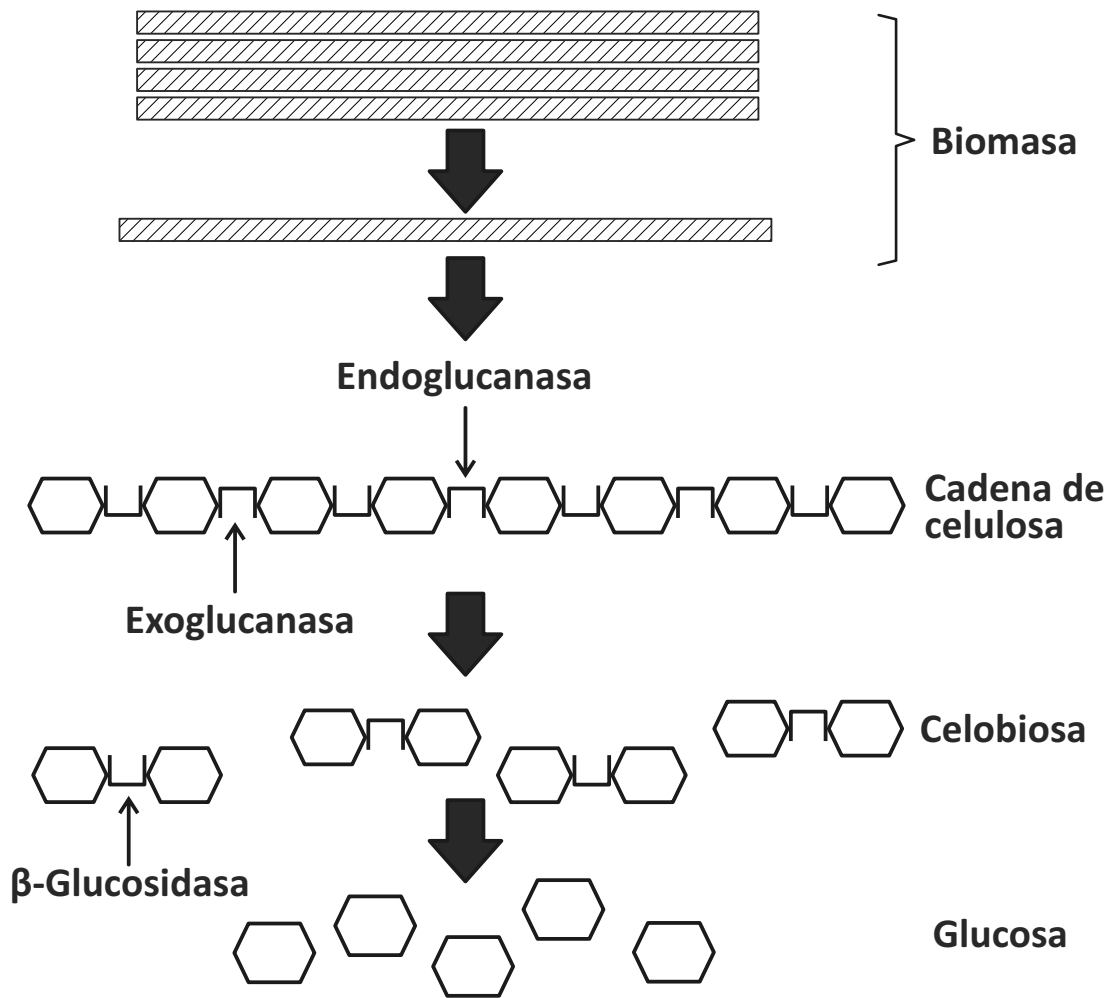 Biomasa
Endoglucanasa
Cadena de
celulosa
Exoglucanasa
Celobiosa
β-Glucosidasa
Glucosa